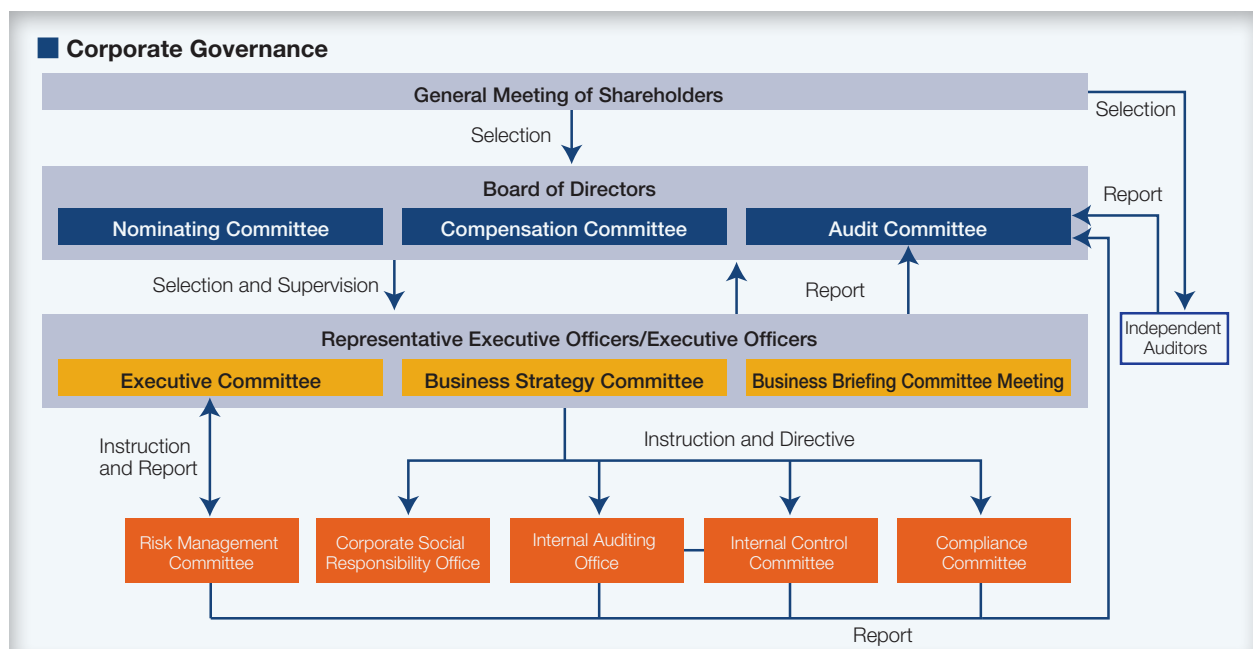 Corporate Governance
General Meeting of Shareholders
Selection
Selection
Board of Directors
Report
Nominating Committee
Compensation Committee
Audit Committee
Selection and Supervision
Report
Representative Executive Officers/Executive Officers
Independent
Auditors
Executive Committee
Business Strategy Committee
Business Briefing Committee Meeting
Instruction
and Report
Instruction and Directive
Risk Management
Committee
Corporate Social
Responsibility Office
Internal Auditing
Office
Internal Control
Committee
Compliance
Committee
Report